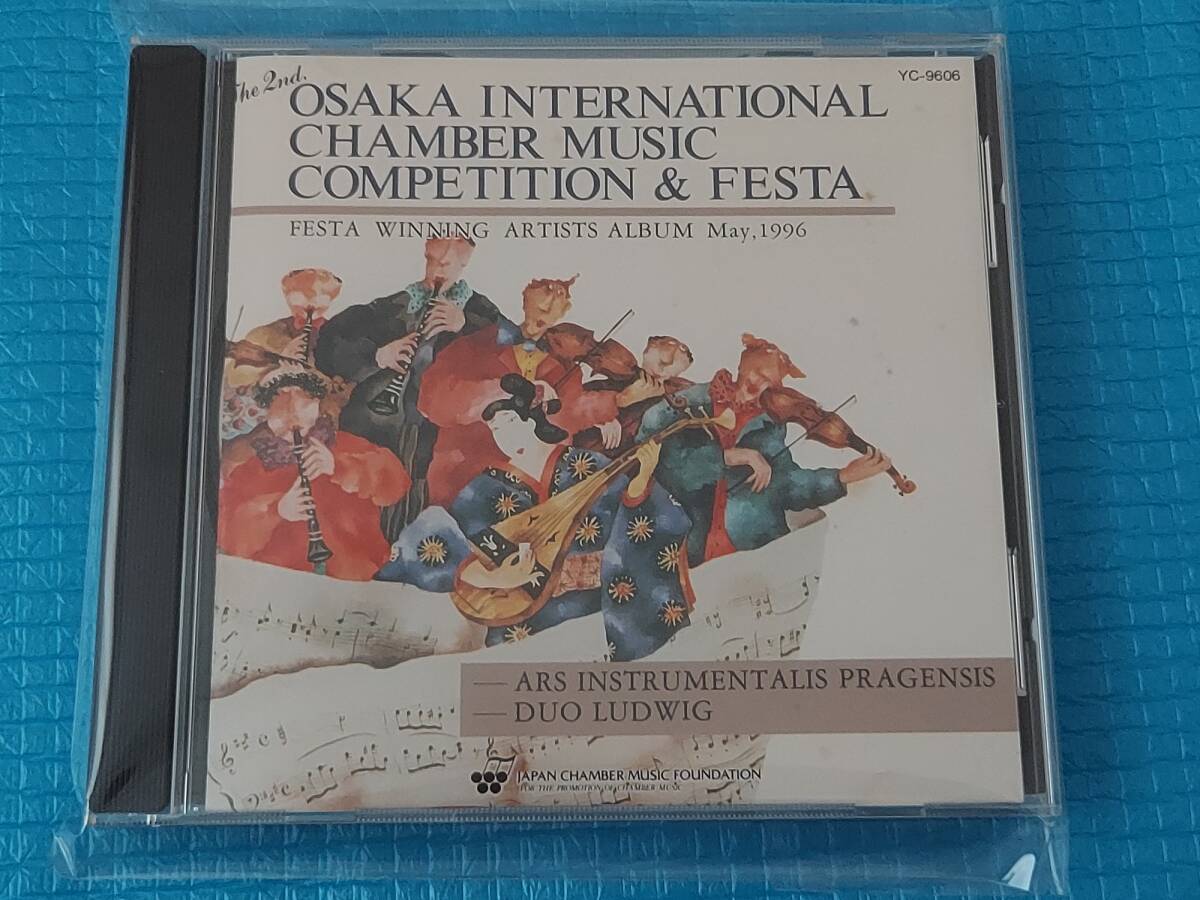 The 2nd.
YC-9606
OSAKA INTERNATIONAL
CHAMBER MUSIC
COMPETITION & FESTA
FESTA WINNING ARTISTS ALBUM May,1996
— ARS INSTRUMENTALIS PRAGENSIS
— DUO LUDWIG
JAPAN CHAMBER MUSIC FOUNDATION
FOR THE PROMOTION OF CHAMBER MUSIC